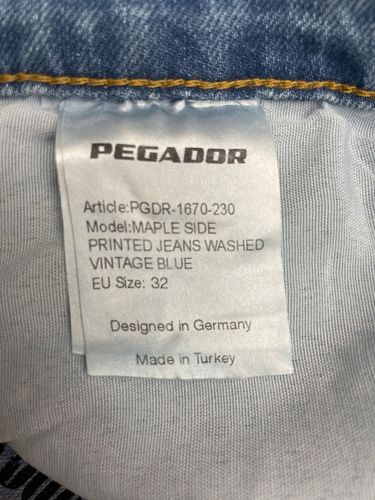 PEGADOR
Article:PGDR-1670-230
Model:MAPLE SIDE
PRINTED JEANS WASHED
VINTAGE BLUE
EU Size: 32
Designed in Germany
Made in Turkey